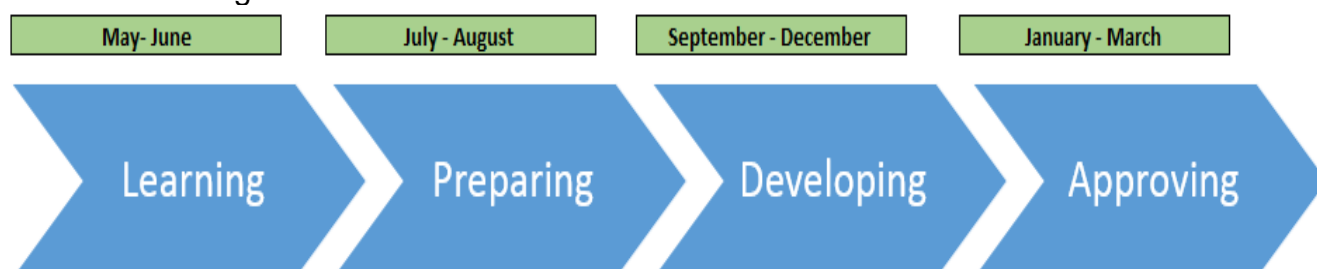 May- June
July - August
September - December
January - March
Learning
Preparing
Developing
Approving